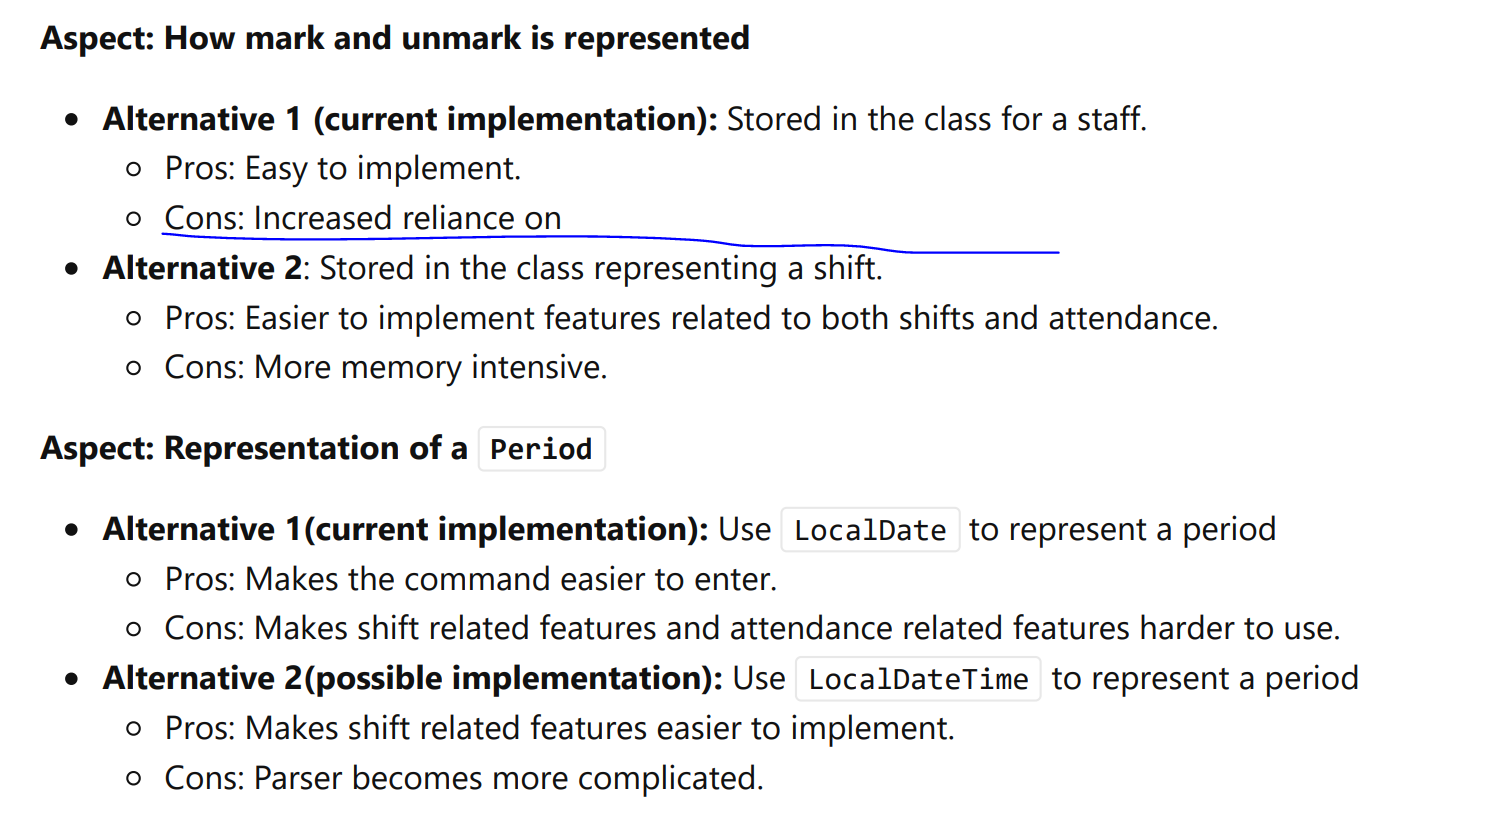 Aspect: How mark and unmark is represented
Alternative 1 (current implementation): Stored in the class for a staff.
Pros: Easy to implement.
Cons: Increased reliance on
Alternative 2: Stored in the class representing a shift.
Pros: Easier to implement features related to both shifts and attendance.
Cons: More memory intensive.
Aspect: Representation of a Period
Alternative 1(current implementation): Use LocalDate to represent a period
Pros: Makes the command easier to enter.
Cons: Makes shift related features and attendance related features harder to use.
Alternative 2(possible implementation): Use LocalDateTime to represent a period
Pros: Makes shift related features easier to implement.
Cons: Parser becomes more complicated.